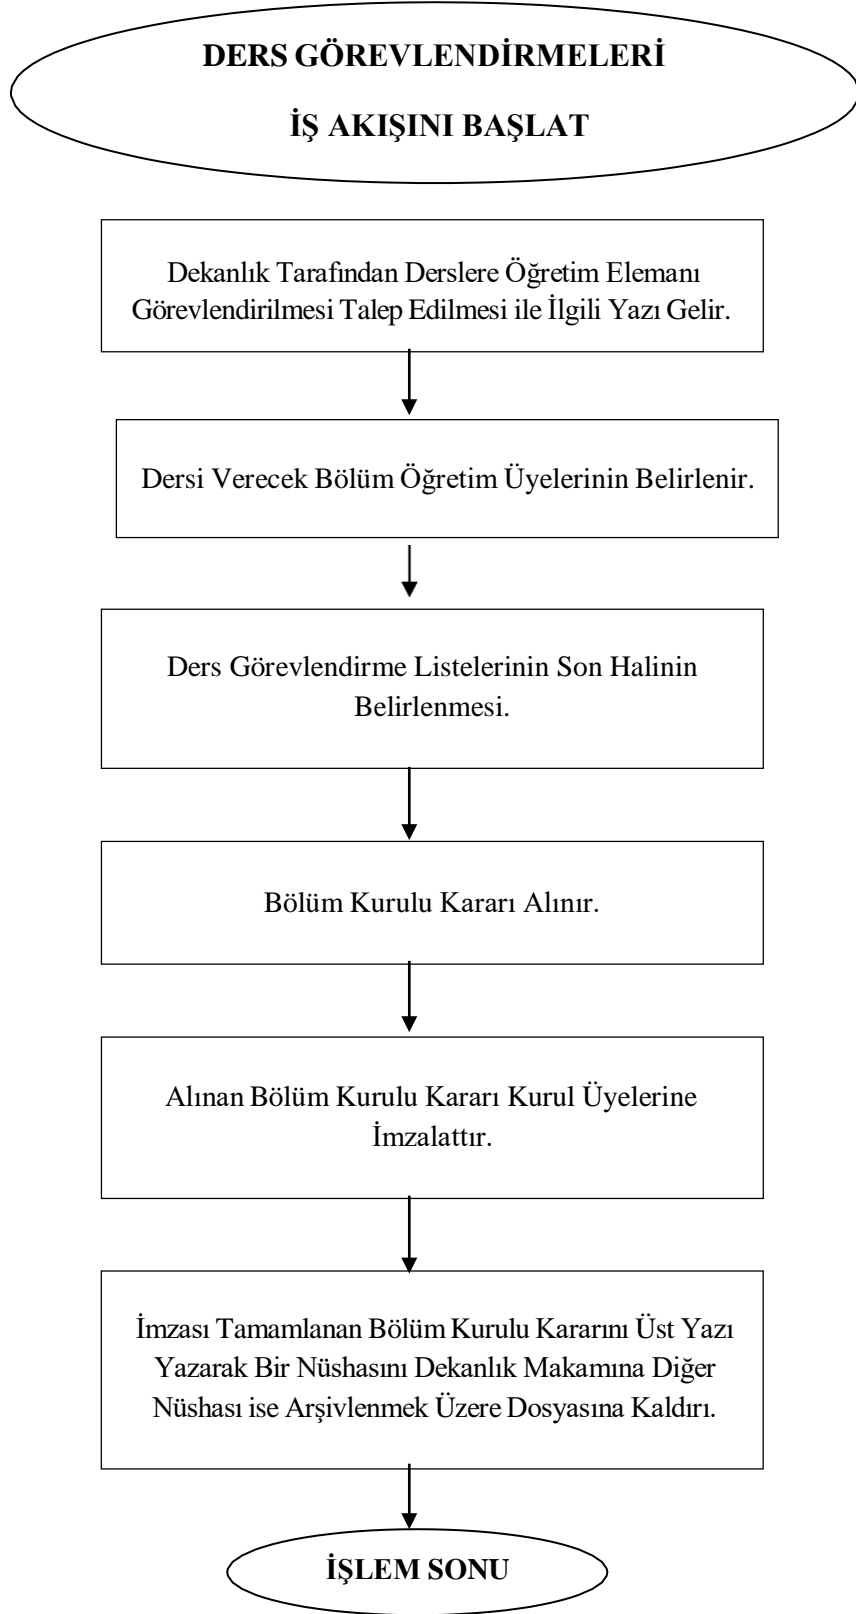 DERS GÖREVLENDİRMELERİ
İŞ AKIŞINI BAŞLAT
Dekanlık Tarafından Derslere Öğretim Elemanı
Görevlendirilmesi Talep Edilmesi ile İlgili Yazı Gelir.
Dersi Verecek Bölüm Öğretim Üyelerinin Belirlenir.
Ders Görevlendirme Listelerinin Son Halinin
Belirlenmesi.
Bölüm Kurulu Kararı Alınır.
Alınan Bölüm Kurulu Kararı Kurul Üyelerine
İmzalattır.
İmzası Tamamlanan Bölüm Kurulu Kararını Üst Yazı
Yazarak Bir Nüshasını Dekanlık Makamına Diğer
Nüshası ise Arşivlenmek Üzere Dosyasına Kaldırı.
İŞLEM SONU